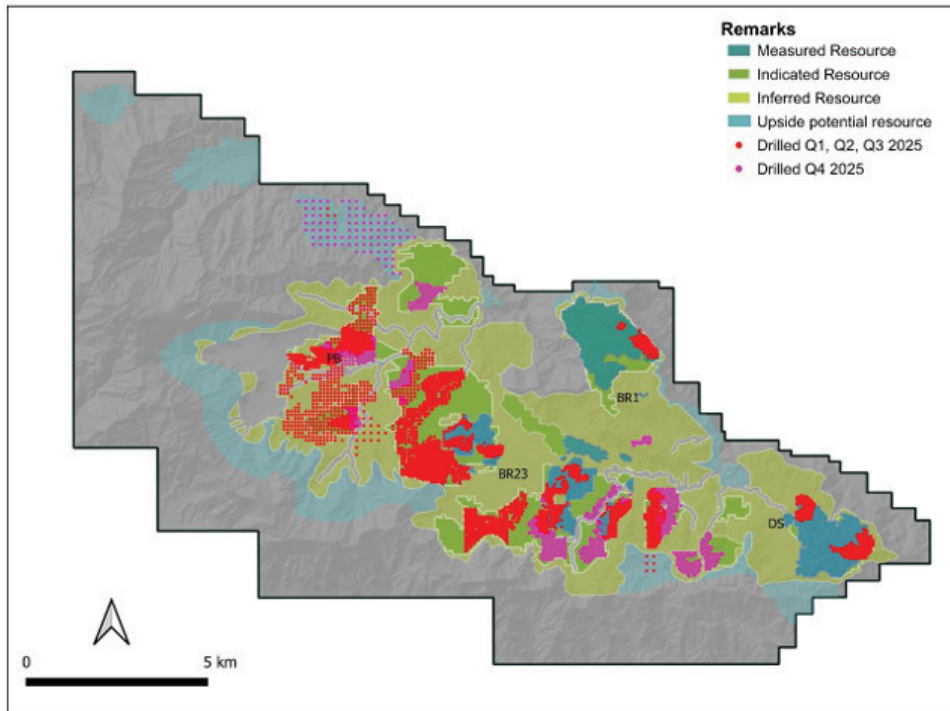 Remarks
Measured Resource
Indicated Resource
Inferred Resource
Upside potential resource
Drilled Q1, Q2, Q3 2025
Drilled Q4 2025
PB
BR1
BR23
DS
0 5 km